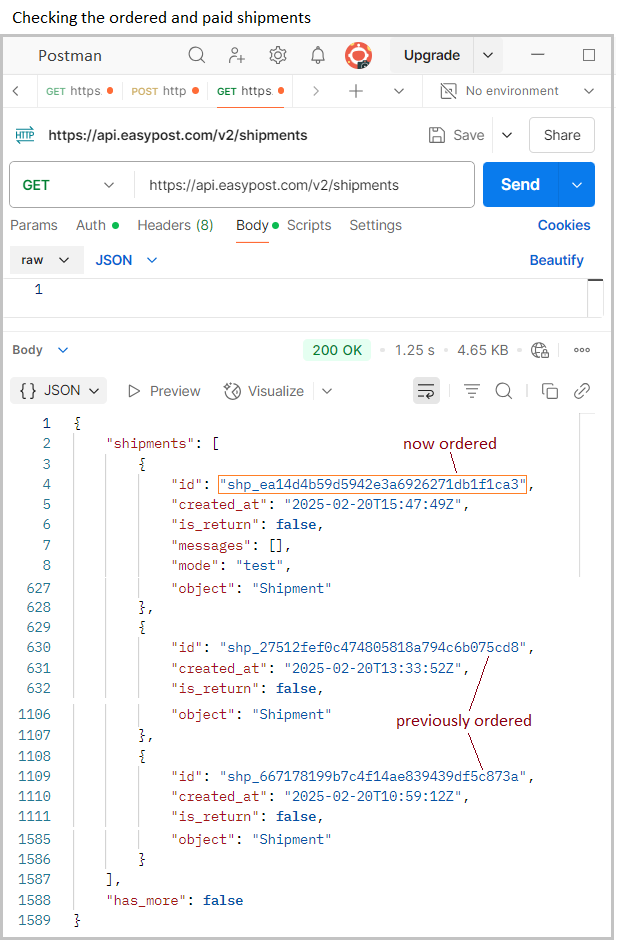 Checking the ordered and paid shipments
Postman
Upgrade
GET https.
POST http
GET https.
No environment
HTTP https://api.easypost.com/v2/shipments
Save
Share
GET
https://api.easypost.com/v2/shipments
Send
Params Auth Headers (8) Body Scripts Settings
Cookies
raw
JSON
Beautify
1
Body
200 OK
1.25 s
4.65 KB
{} JSON
Preview
Visualize
1 {
2 "shipments": [
now ordered
3 {
4 "id": "shp_ea14d4b59d5942e3a6926271db1f1ca3",
5 "created_at": "2025-02-20T15:47:49Z",
6 "is_return": false,
7 "messages": [],
8 "mode": "test",
627 "object": "Shipment"
628 },
629 {
630 "id": "shp_27512fef0c474805818a794c6b075cd8",
631 "created_at": "2025-02-20T13:33:52Z",
632 "is_return": false,
1106 "object": "Shipment"
previously ordered
1107 },
1108 {
1109 "id": "shp_667178199b7c4f14ae839439df5c873a",
1110 "created_at": "2025-02-20T10:59:12Z",
1111 "is_return": false,
1585 "object": "Shipment"
1586 }
1587 ],
1588 "has_more": false
1589 }